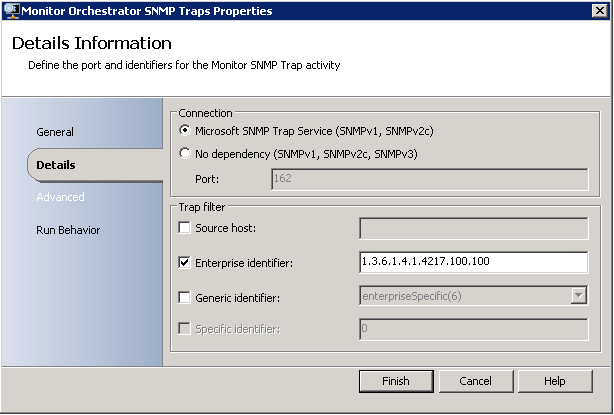 Monitor Orchestrator SNMP Traps Properties
Details Information
Define the port and identifiers for the Monitor SNMP Trap activity
General
Details
Advanced
Run Behavior
Connection
Microsoft SNMP Trap Service (SNMPv1, SNMPv2c)
No dependency (SNMPv1, SNMPv2c, SNMPv3)
Port: 162
Trap filter
Source host:
Enterprise identifier: 1.3.6.1.4.1.4217.100.100
Generic identifier: enterpriseSpecific(6)
Specific identifier: 0
Finish Cancel Help